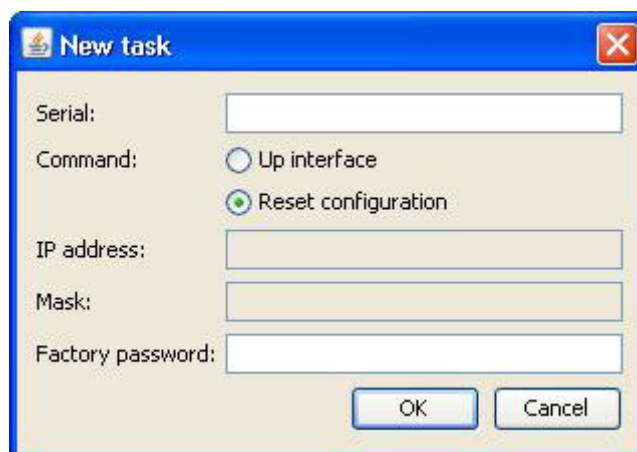 New task
Serial:
Command:
Up interface
Reset configuration
IP address:
Mask:
Factory password:
OK Cancel